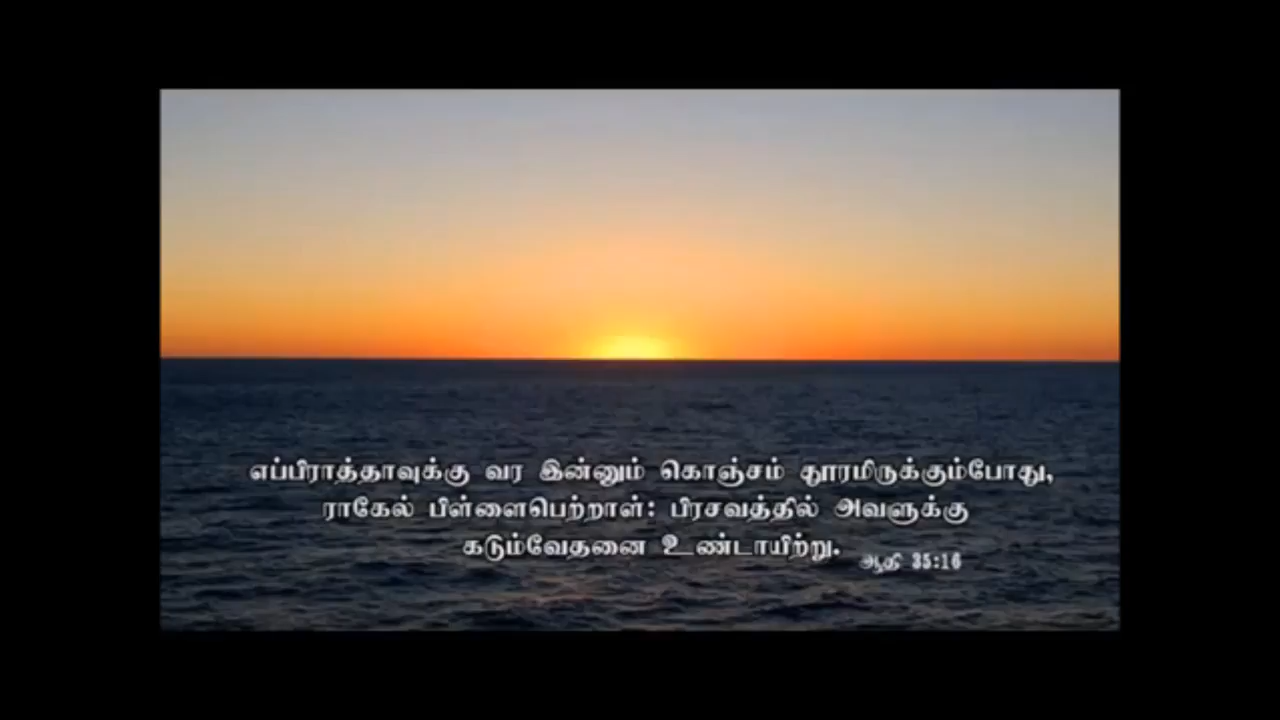 எப்பிராத்தாவுக்கு வர இன்னும் கொஞ்சம் தூரமிருக்கும்போது,
ராகேல் பிள்ளைபெற்றாள்: பிரசவத்தில் அவளுக்கு
கடும்வேதனை உண்டாயிற்று.
ஆதி 35:16